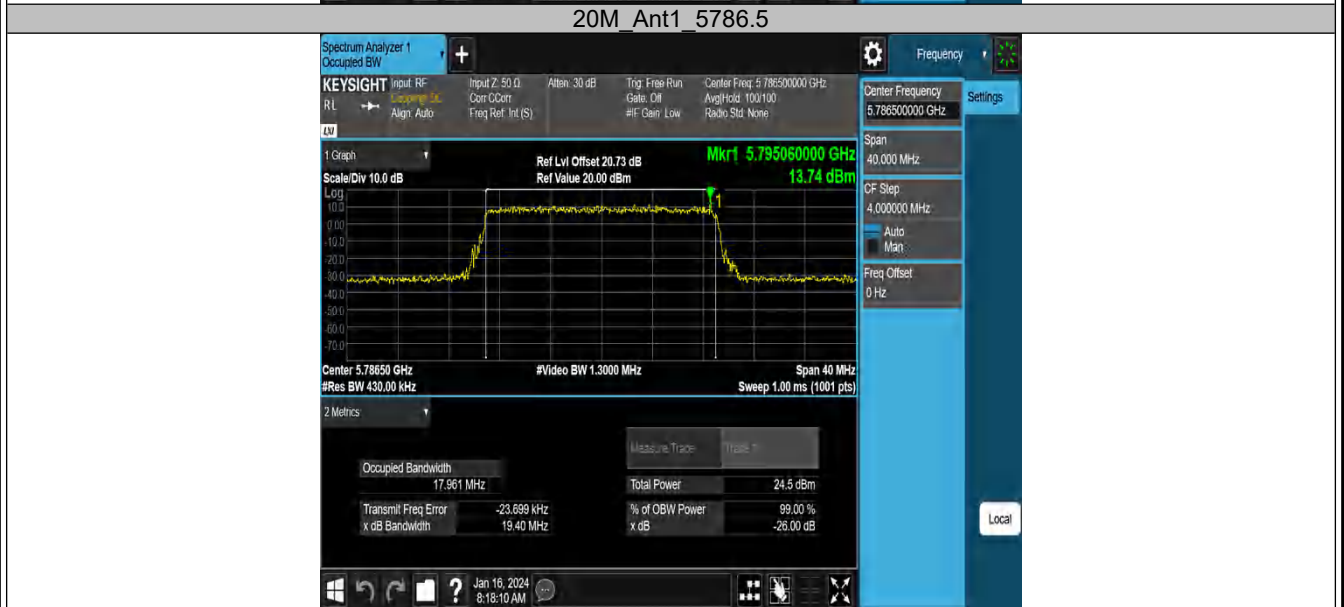 20M_Ant1_5786.5
Spectrum Analyzer 1
Occupied BW
+
Frequency
KEYSIGHT Input: RF
RL
Coupling: DC
Align: Auto
LXI
Input Z: 50 Ω
Corr CCorr
Freq Ref: Int (S)
Atten: 30 dB
Trig: Free Run
Gate: Off
#IF Gain: Low
Center Freq: 5.786500000 GHz
Avg|Hold: 100/100
Radio Std: None
Center Frequency
5.786500000 GHz
Settings
Span
40.000 MHz
CF Step
4.000000 MHz
Auto
Man
Freq Offset
0 Hz
1 Graph
Scale/Div 10.0 dB
Ref Lvl Offset 20.73 dB
Ref Value 20.00 dBm
Mkr1 5.795060000 GHz
13.74 dBm
Log
10.0
0.00
-10.0
-20.0
-30.0
-40.0
-50.0
-60.0
-70.0
1
Center 5.78650 GHz
#Res BW 430.00 kHz
#Video BW 1.3000 MHz
Span 40 MHz
Sweep 1.00 ms (1001 pts)
2 Metrics
Measure Trace
Trace 1
Occupied Bandwidth
17.961 MHz
Total Power 24.5 dBm
Transmit Freq Error -23.699 kHz
% of OBW Power 99.00 %
x dB Bandwidth 19.40 MHz
x dB -26.00 dB
Local
?
Jan 16, 2024
8:18:10 AM